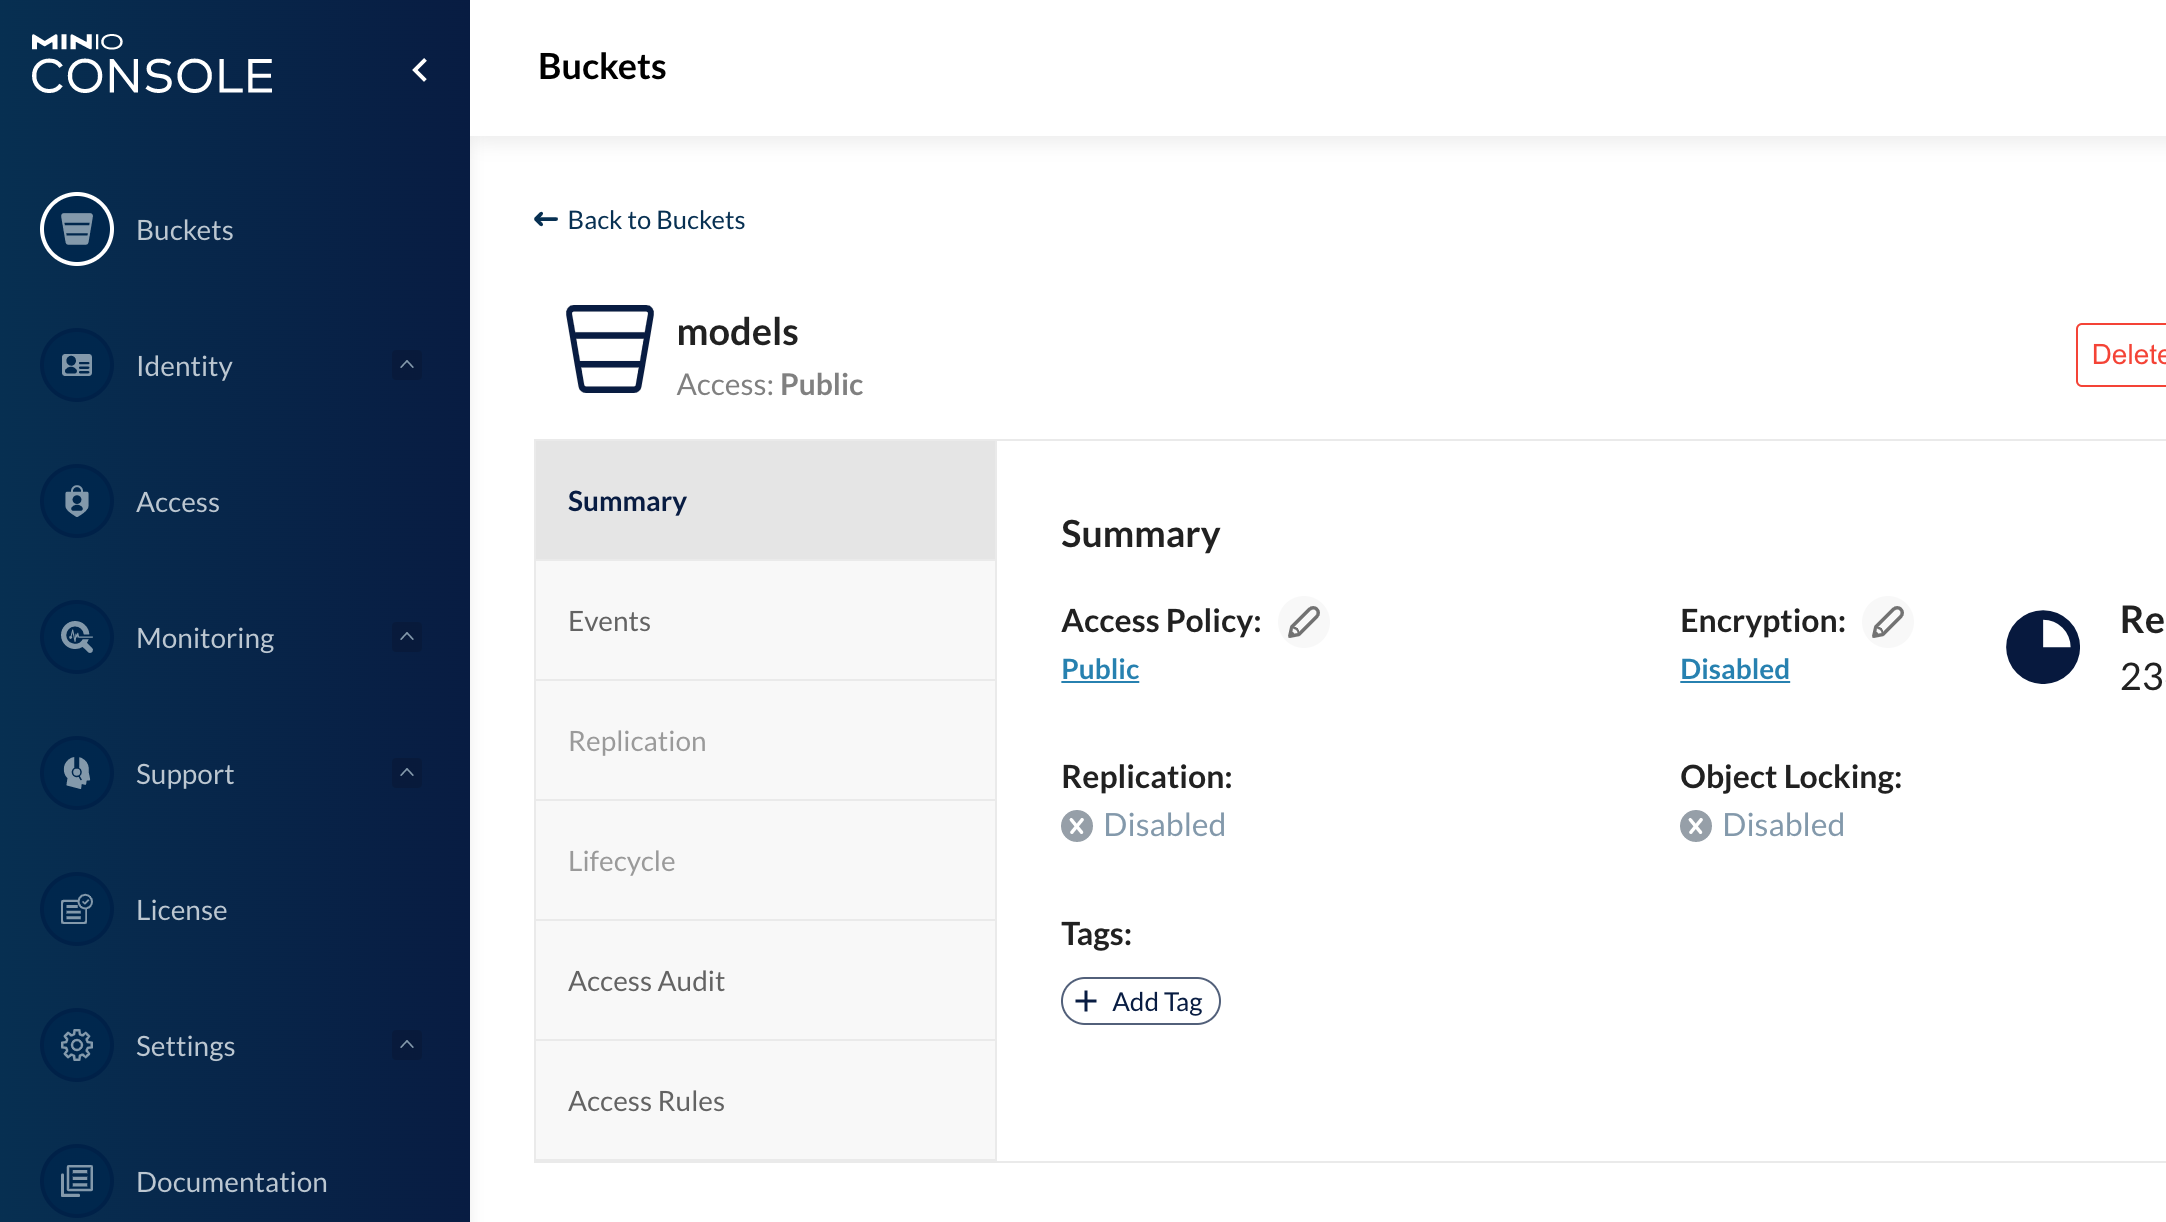 MINIO
CONSOLE
Buckets
Identity
Access
Monitoring
Support
License
Settings
Documentation
Buckets
Back to Buckets
models
Access: Public
Delete
Summary
Events
Replication
Lifecycle
Access Audit
Access Rules
Summary
Access Policy:
Public
Encryption:
Disabled
Re
23
Replication:
Disabled
Object Locking:
Disabled
Tags:
Add Tag